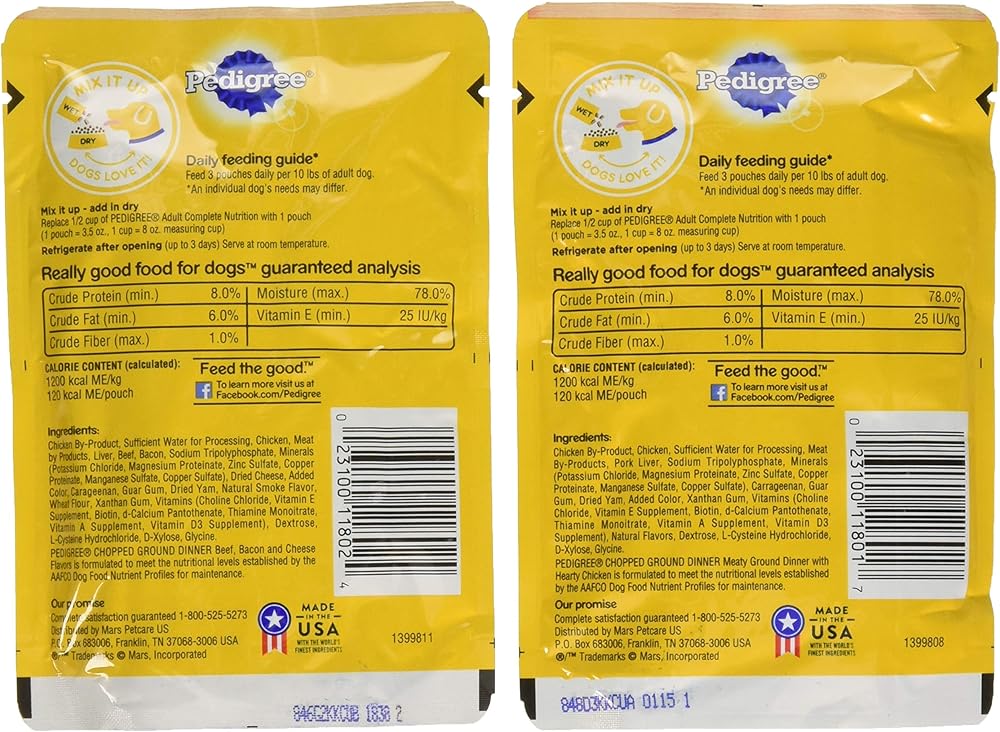 MIX IT UP
WET
DRY
DOGS LOVE IT!
Pedigree®
Daily feeding guide*
Feed 3 pouches daily per 10 lbs of adult dog.
*An individual dog's needs may differ.
Mix it up - add in dry
Replace 1/2 cup of PEDIGREE® Adult Complete Nutrition with 1 pouch
(1 pouch = 3.5 oz., 1 cup = 8 oz. measuring cup)
Refrigerate after opening (up to 3 days) Serve at room temperature.
Really good food for dogs™ guaranteed analysis
Crude Protein (min.) 8.0% Moisture (max.) 78.0%
Crude Fat (min.) 6.0% Vitamin E (min.) 25 IU/kg
Crude Fiber (max.) 1.0%
CALORIE CONTENT (calculated):
1200 kcal ME/kg
120 kcal ME/pouch
Feed the good.™
f To learn more visit us at
Facebook.com/Pedigree
Ingredients:
Chicken By-Product, Sufficient Water for Processing, Chicken, Meat
by Products, Liver, Beef, Bacon, Sodium Tripolyphosphate, Minerals
(Potassium Chloride, Magnesium Proteinate, Zinc Sulfate, Copper
Proteinate, Manganese Sulfate, Copper Sulfate), Dried Cheese, Added
Color, Carageenan, Guar Gum, Dried Yam, Natural Smoke Flavor,
Wheat Flour, Xanthan Gum, Vitamins (Choline Chloride, Vitamin E
Supplement, Biotin, d-Calcium Pantothenate, Thiamine Monoitrate,
Vitamin A Supplement, Vitamin D3 Supplement), Dextrose,
L-Cysteine Hydrochloride, D-Xylose, Glycine.
PEDIGREE® CHOPPED GROUND DINNER Beef, Bacon and Cheese
Flavors is formulated to meet the nutritional levels established by the
AAFCO Dog Food Nutrient Profiles for maintenance.
0 23100 11802 4
Our promise
Complete satisfaction guaranteed 1-800-525-5273
Distributed by Mars Petcare US
P.O. Box 683006, Franklin, TN 37068-3006 USA
®/™ Trademarks © Mars, Incorporated
MADE
IN THE
USA
WITH THE WORLD'S
FINEST INGREDIENTS
1399811
846C2KKCUB 1830 2
MIX IT UP
WET
DRY
DOGS LOVE IT!
Pedigree®
Daily feeding guide*
Feed 3 pouches daily per 10 lbs of adult dog.
*An individual dog's needs may differ.
Mix it up - add in dry
Replace 1/2 cup of PEDIGREE® Adult Complete Nutrition with 1 pouch
(1 pouch = 3.5 oz., 1 cup = 8 oz. measuring cup)
Refrigerate after opening (up to 3 days) Serve at room temperature.
Really good food for dogs™ guaranteed analysis
Crude Protein (min.) 8.0% Moisture (max.) 78.0%
Crude Fat (min.) 6.0% Vitamin E (min.) 25 IU/kg
Crude Fiber (max.) 1.0%
CALORIE CONTENT (calculated):
1200 kcal ME/kg
120 kcal ME/pouch
Feed the good.™
f To learn more visit us at
Facebook.com/Pedigree
Ingredients:
Chicken By-Product, Chicken, Sufficient Water for Processing, Meat
By-Products, Pork Liver, Sodium Tripolyphosphate, Minerals
(Potassium Chloride, Magnesium Proteinate, Zinc Sulfate, Copper
Proteinate, Manganese Sulfate, Copper Sulfate), Carrageenan, Guar
Gum, Dried Yam, Added Color, Xanthan Gum, Vitamins (Choline
Chloride, Vitamin E Supplement, Biotin, d-Calcium Pantothenate,
Thiamine Monoitrate, Vitamin A Supplement, Vitamin D3
Supplement), Natural Flavors, Dextrose, L-Cysteine Hydrochloride,
D-Xylose, Glycine.
PEDIGREE® CHOPPED GROUND DINNER Meaty Ground Dinner with
Hearty Chicken is formulated to meet the nutritional levels established
by the AAFCO Dog Food Nutrient Profiles for maintenance.
0 23100 11801 7
Our promise
Complete satisfaction guaranteed 1-800-525-5273
Distributed by Mars Petcare US
P.O. Box 683006, Franklin, TN 37068-3006 USA
®/™ Trademarks © Mars, Incorporated
MADE
IN THE
USA
WITH THE WORLD'S
FINEST INGREDIENTS
1399808
848D3KKCUA 0115 1